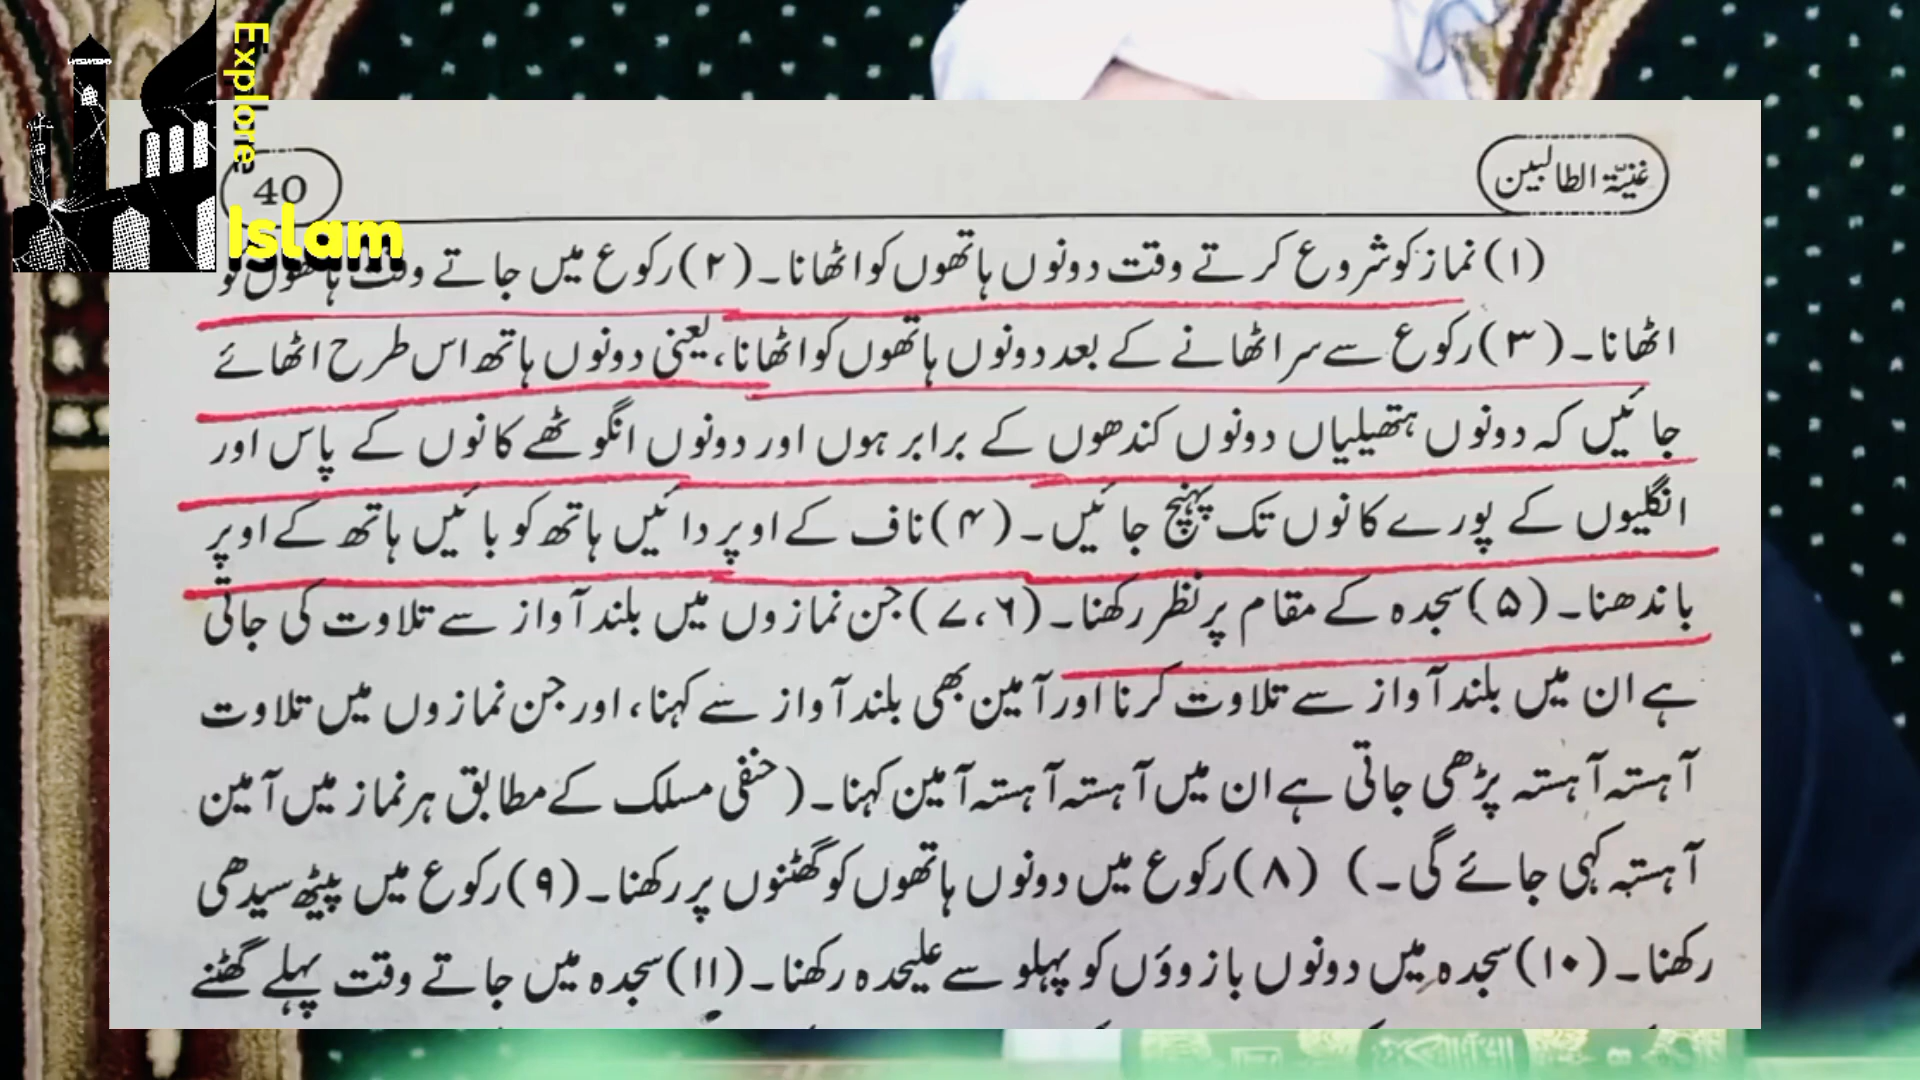 Explore
Islam
40
غنیّۃ الطالبین
(۱) نماز کو شروع کرتے وقت دونوں ہاتھوں کو اٹھانا۔ (۲) رکوع میں جاتے وقت ہاتھوں کو
اٹھانا۔ (۳) رکوع سے سر اٹھانے کے بعد دونوں ہاتھوں کو اٹھانا، یعنی دونوں ہاتھ اس طرح اٹھائے
جائیں کہ دونوں ہتھیلیاں دونوں کندھوں کے برابر ہوں اور دونوں انگوٹھے کانوں کے پاس اور
انگلیوں کے پورے کانوں تک پہنچ جائیں۔ (۴) ناف کے اوپر دائیں ہاتھ کو بائیں ہاتھ کے اوپر
باندھنا۔ (۵) سجدہ کے مقام پر نظر رکھنا۔ (۷،۶) جن نمازوں میں بلند آواز سے تلاوت کی جاتی
ہے ان میں بلند آواز سے تلاوت کرنا اور آمین بھی بلند آواز سے کہنا، اور جن نمازوں میں تلاوت
آہستہ آہستہ پڑھی جاتی ہے ان میں آہستہ آہستہ آمین کہنا۔ (حنفی مسلک کے مطابق ہر نماز میں آمین
آہستہ کہی جائے گی۔) (۸) رکوع میں دونوں ہاتھوں کو گھٹنوں پر رکھنا۔ (۹) رکوع میں پیٹھ سیدھی
رکھنا۔ (۱۰) سجدہ میں دونوں بازوؤں کو پہلو سے علیحدہ رکھنا۔ (۱۱) سجدہ میں جاتے وقت پہلے گھٹنے